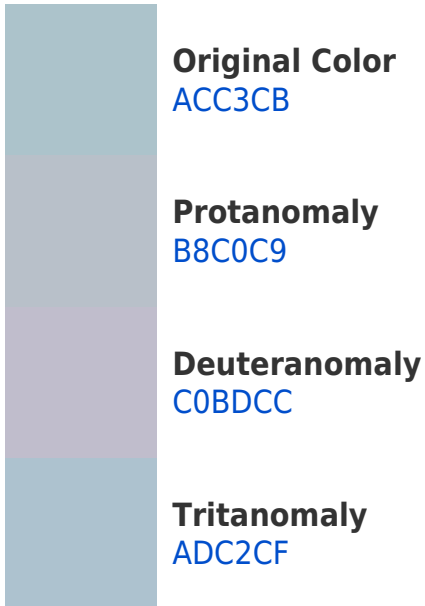 Original Color
ACC3CB
Protanomaly
B8C0C9
Deuteranomaly
C0BDCC
Tritanomaly
ADC2CF